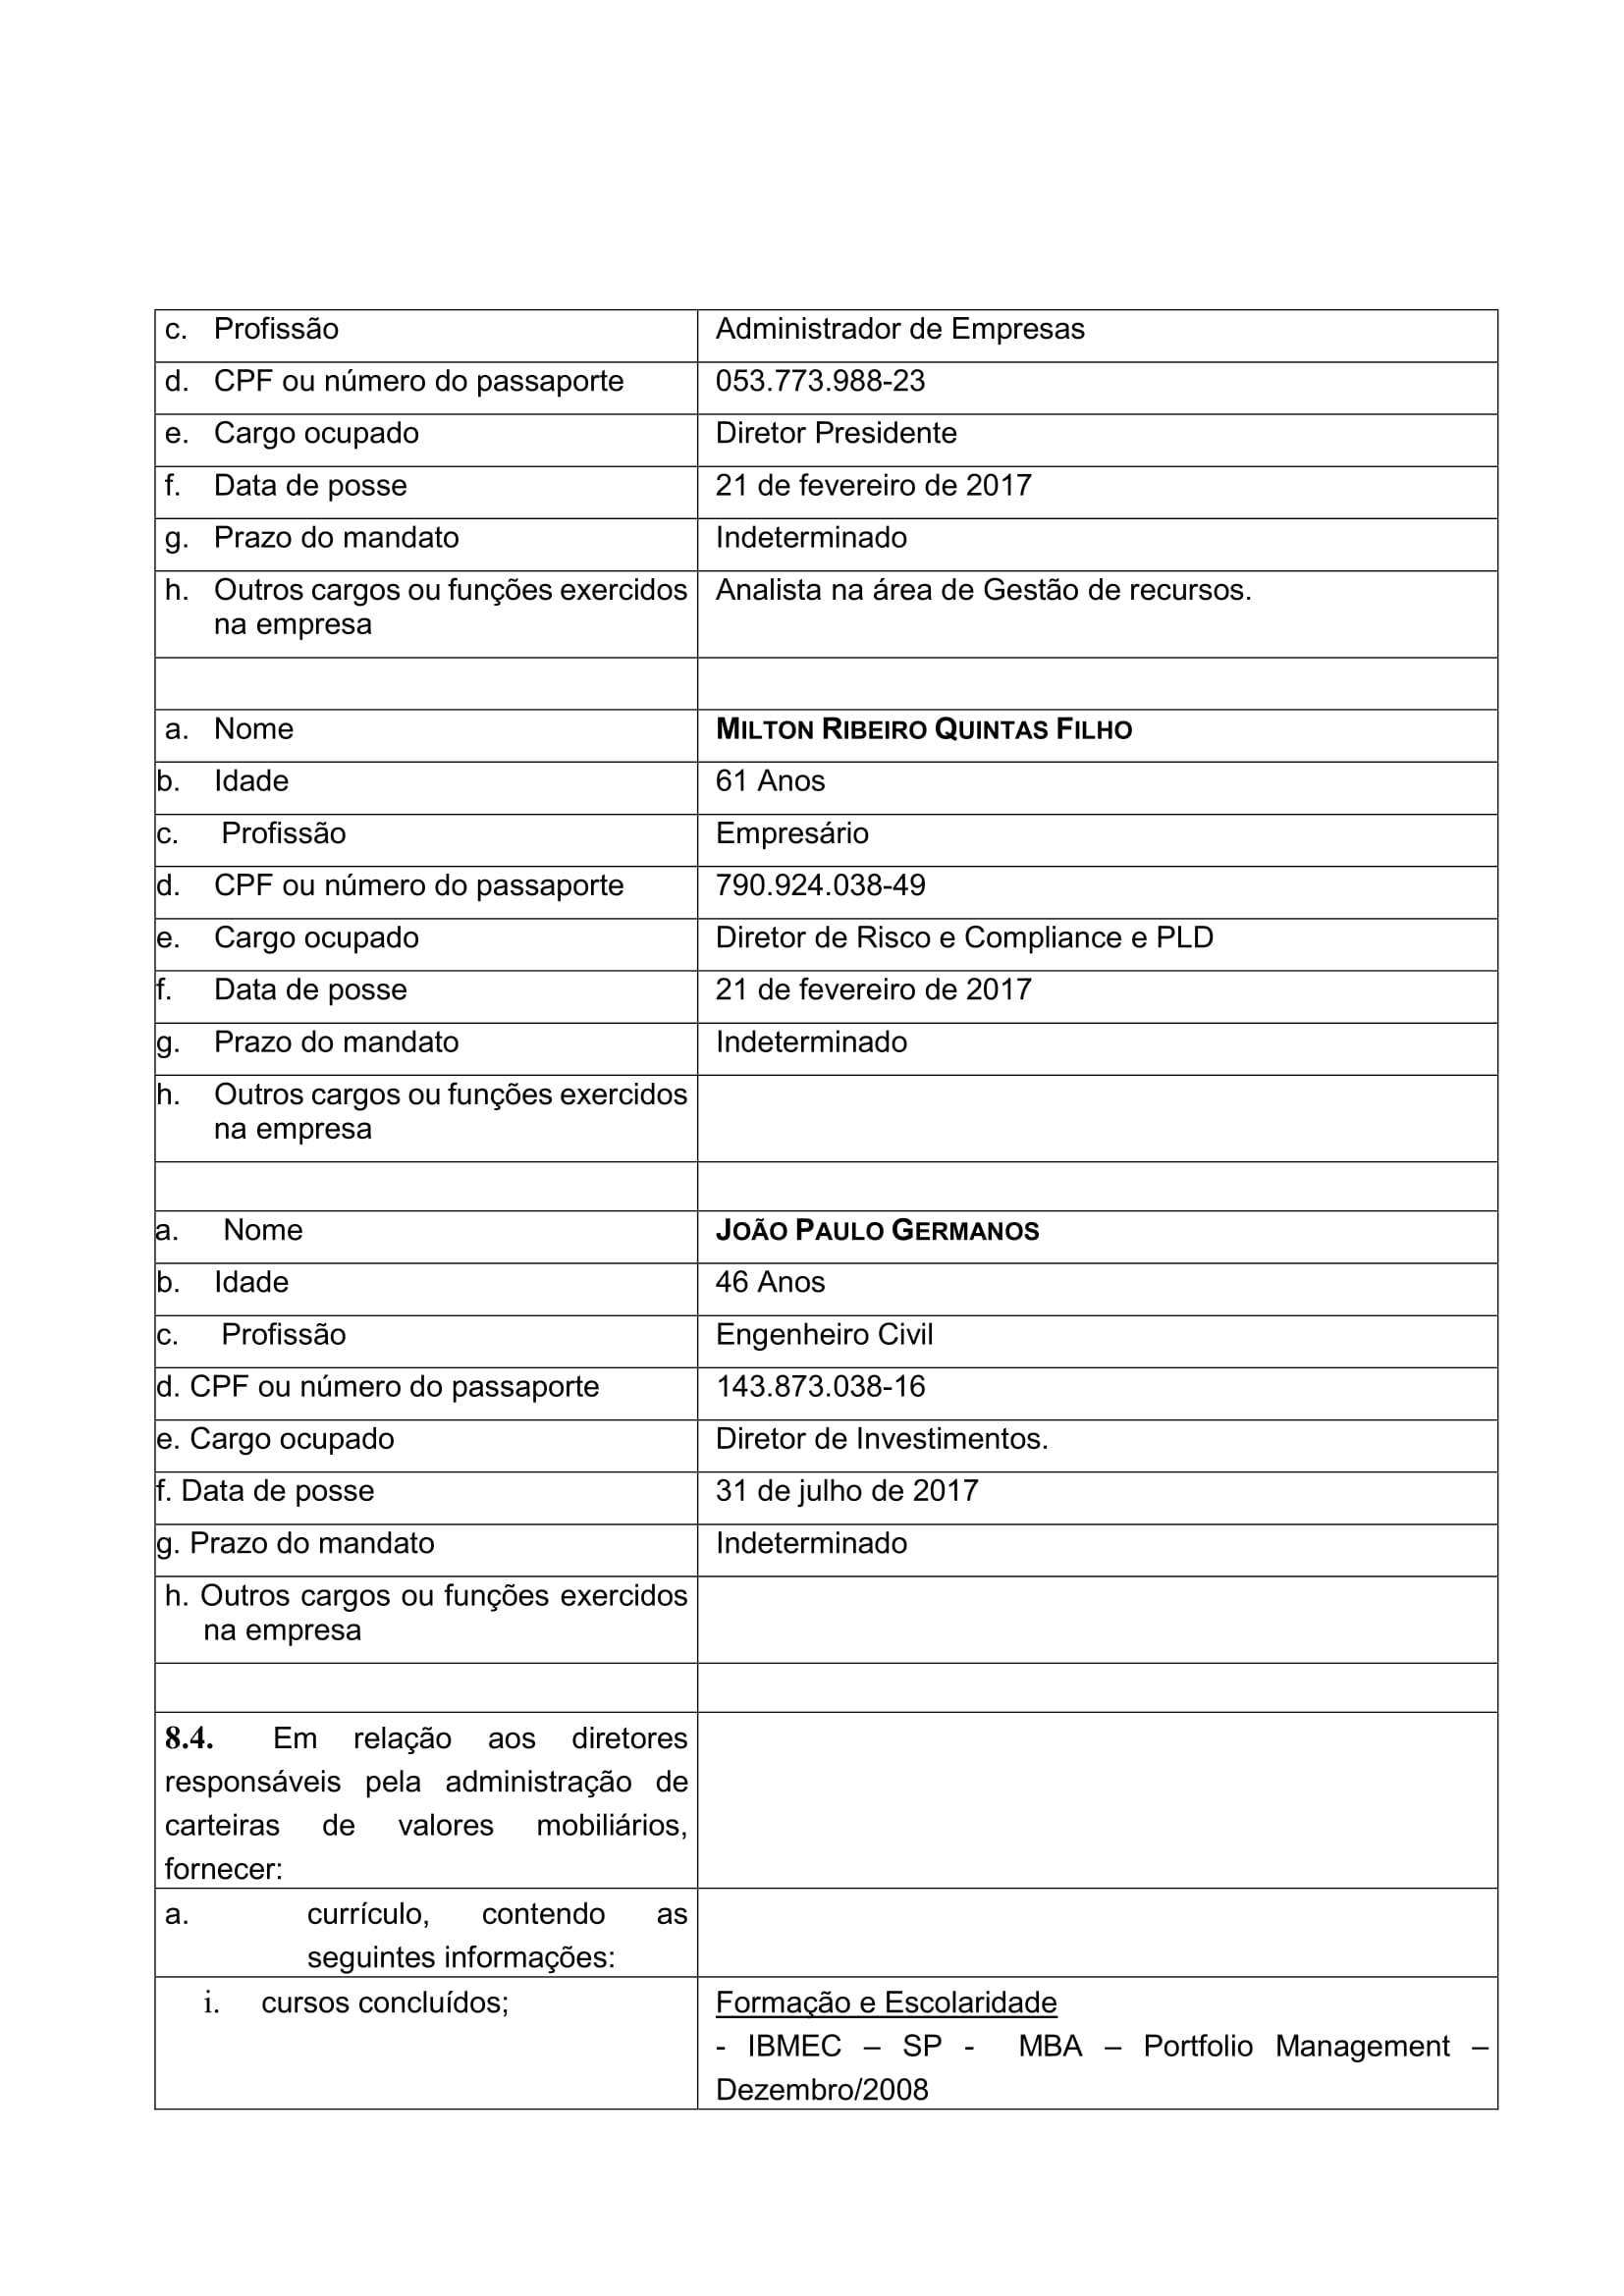 c. Profissão
Administrador de Empresas
d. CPF ou número do passaporte
053.773.988-23
e. Cargo ocupado
Diretor Presidente
f. Data de posse
21 de fevereiro de 2017
g. Prazo do mandato
Indeterminado
h. Outros cargos ou funções exercidos
na empresa
Analista na área de Gestão de recursos.
a. Nome
MILTON RIBEIRO QUINTAS FILHO
b. Idade
61 Anos
c. Profissão
Empresário
d. CPF ou número do passaporte
790.924.038-49
e. Cargo ocupado
Diretor de Risco e Compliance e PLD
f. Data de posse
21 de fevereiro de 2017
g. Prazo do mandato
Indeterminado
h. Outros cargos ou funções exercidos
na empresa
a. Nome
JOÃO PAULO GERMANOS
b. Idade
46 Anos
c. Profissão
Engenheiro Civil
d. CPF ou número do passaporte
143.873.038-16
e. Cargo ocupado
Diretor de Investimentos.
f. Data de posse
31 de julho de 2017
g. Prazo do mandato
Indeterminado
h. Outros cargos ou funções exercidos
na empresa
8.4. Em relação aos diretores
responsáveis pela administração de
carteiras de valores mobiliários,
fornecer:
a. currículo, contendo as
seguintes informações:
i. cursos concluídos;
Formação e Escolaridade
- IBMEC – SP - MBA – Portfolio Management –
Dezembro/2008